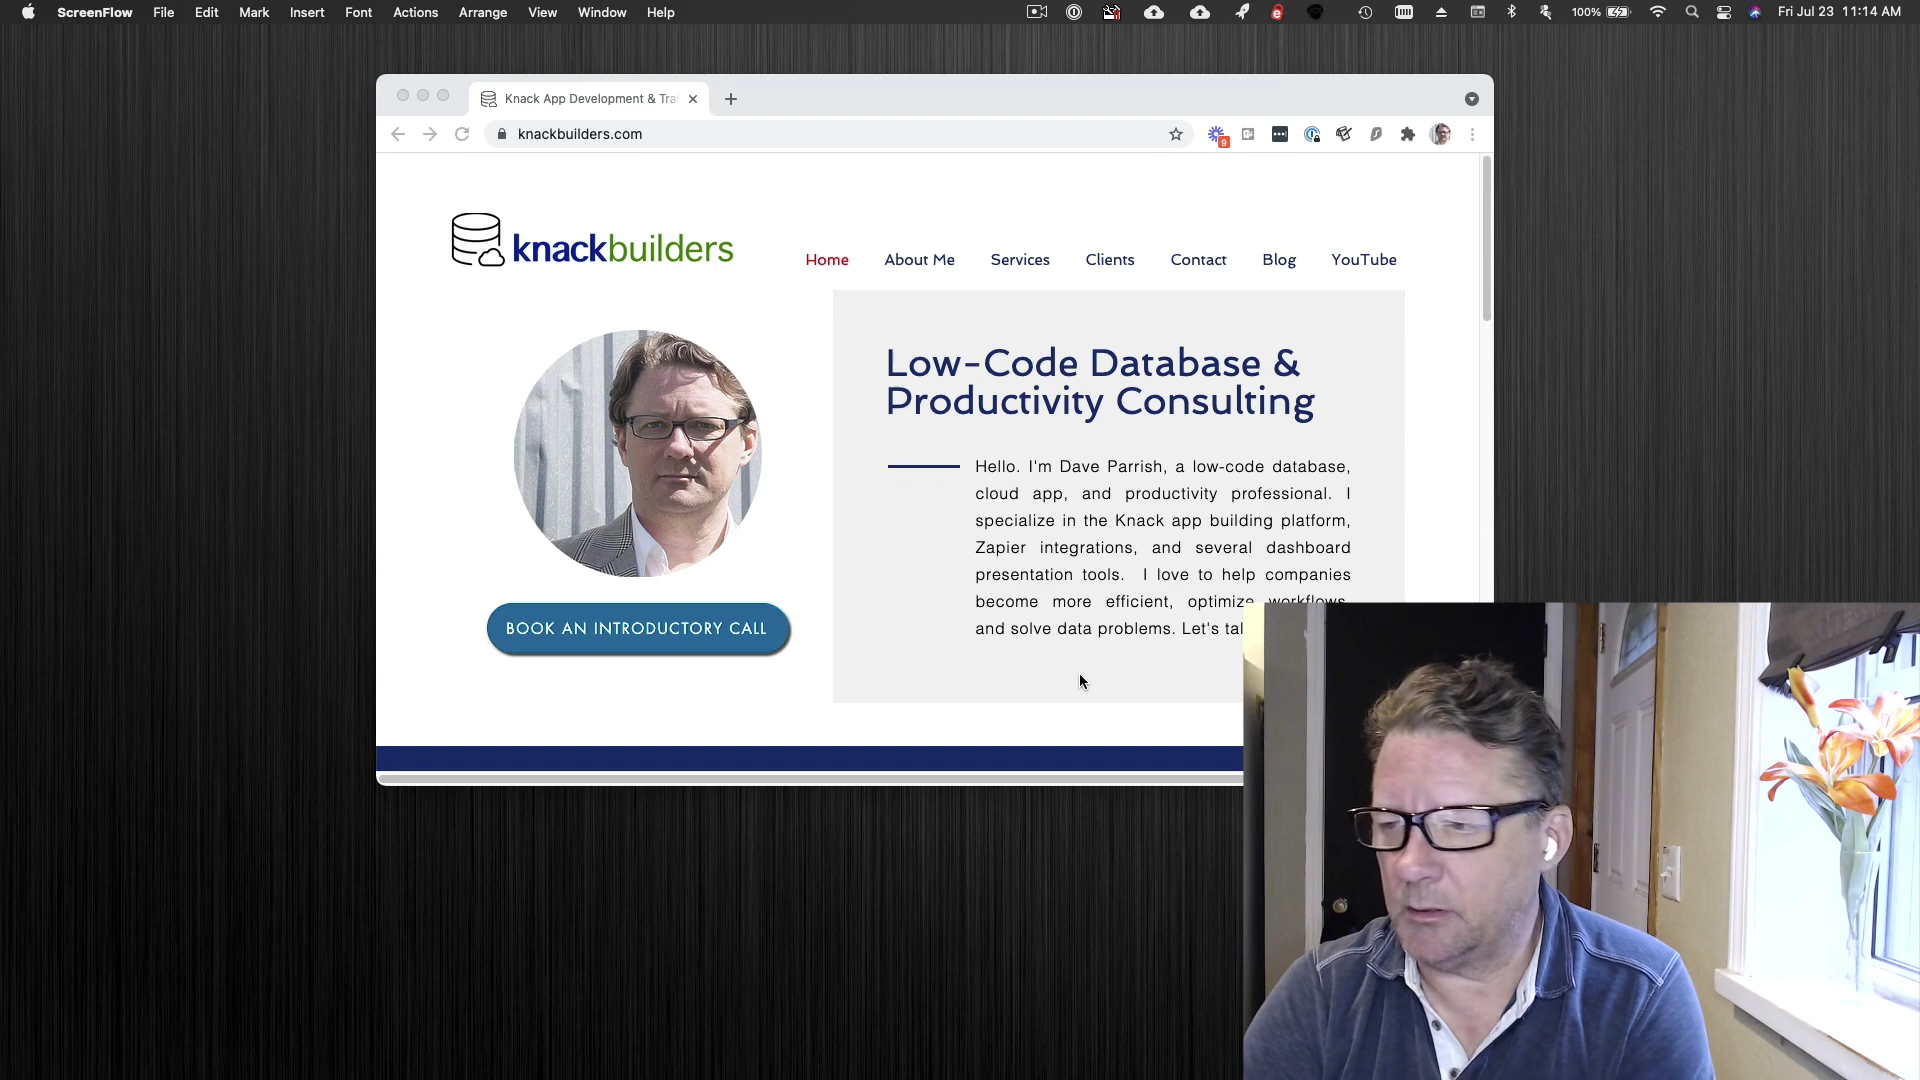 ScreenFlow File Edit Mark Insert Font Actions Arrange View Window Help 100% Fri Jul 23 11:14 AM
Knack App Development & Tra
knackbuilders.com
9
knackbuilders
Home About Me Services Clients Contact Blog YouTube
Low-Code Database &
Productivity Consulting
Hello. I'm Dave Parrish, a low-code database,
cloud app, and productivity professional. I
specialize in the Knack app building platform,
Zapier integrations, and several dashboard
presentation tools. I love to help companies
become more efficient, optimize workflows,
and solve data problems. Let's tal
BOOK AN INTRODUCTORY CALL